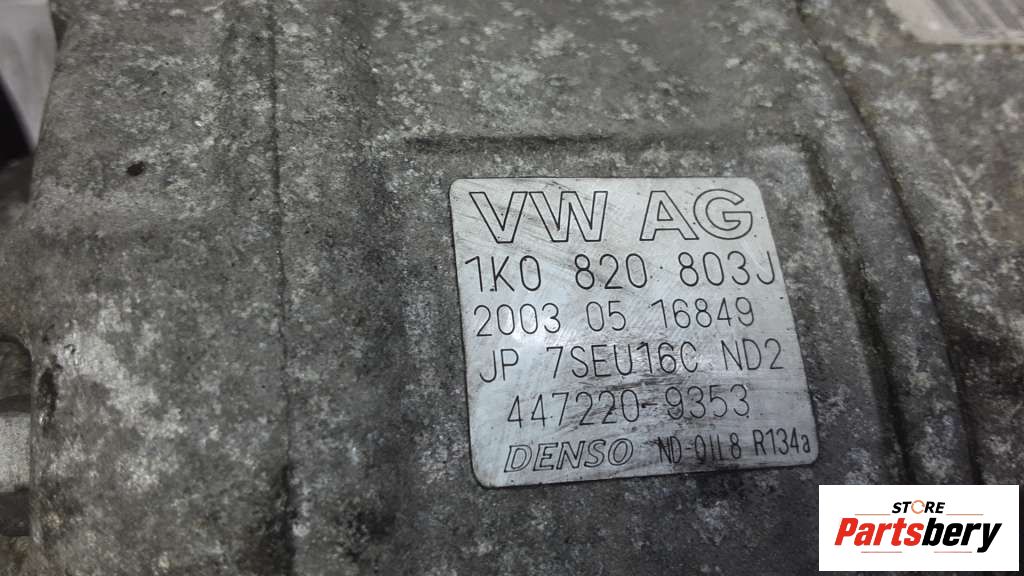 VW AG
1K0 820 803J
2003 05 16849
JP 7SEU16C ND2
447220-9353
DENSO ND-OIL8 R134a
STORE
Partsbery